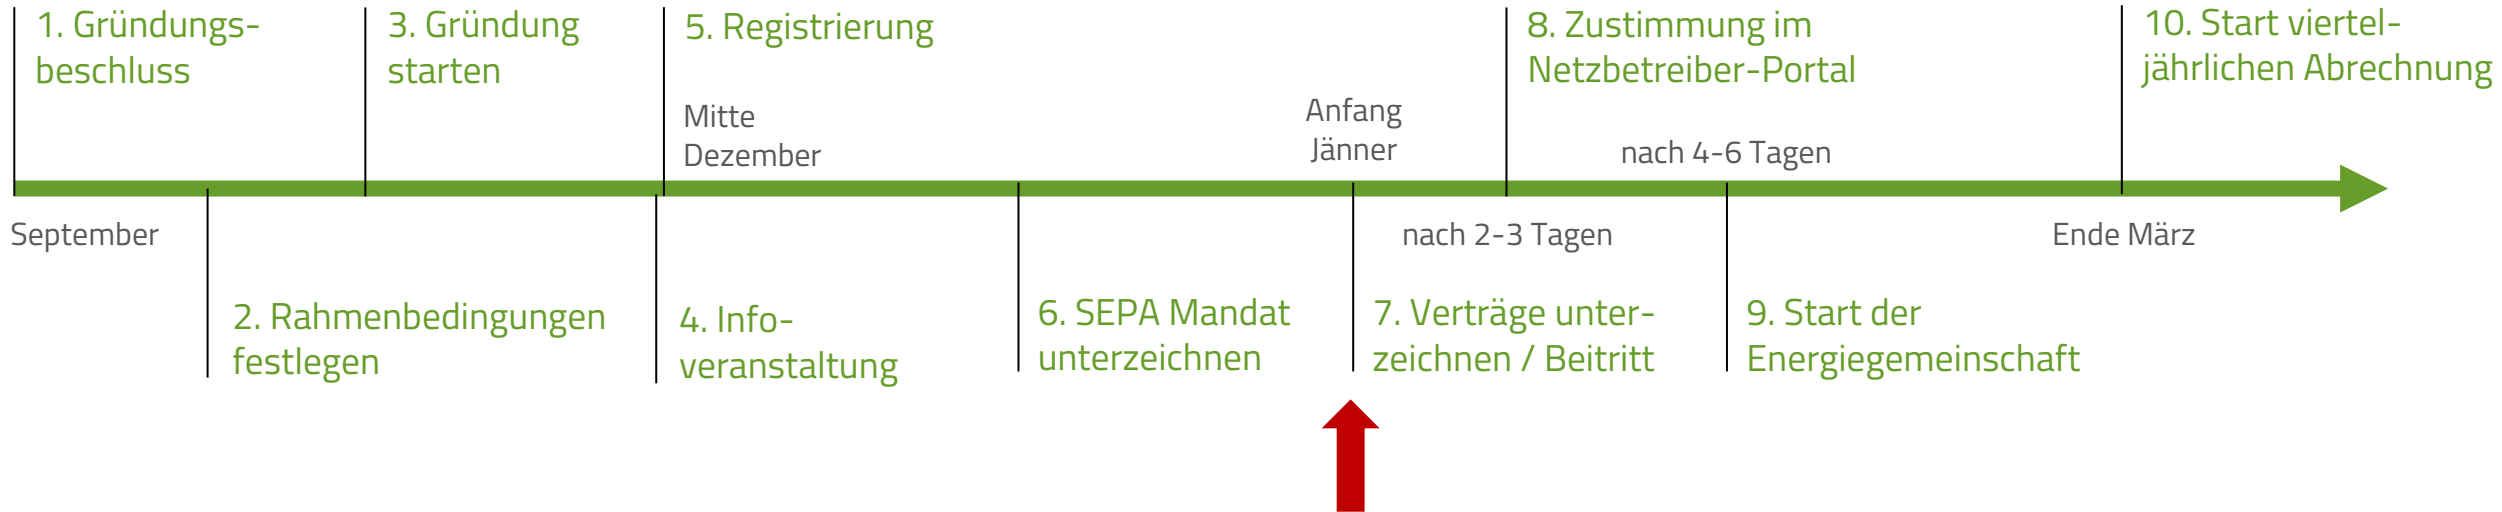 1. Gründungs-
beschluss
3. Gründung
starten
5. Registrierung
Mitte
Dezember
Anfang
Jänner
8. Zustimmung im
Netzbetreiber-Portal
nach 4-6 Tagen
10. Start viertel-
jährlichen Abrechnung
September
2. Rahmenbedingungen
festlegen
4. Info-
veranstaltung
6. SEPA Mandat
unterzeichnen
nach 2-3 Tagen
7. Verträge unter-
zeichnen / Beitritt
9. Start der
Energiegemeinschaft
Ende März